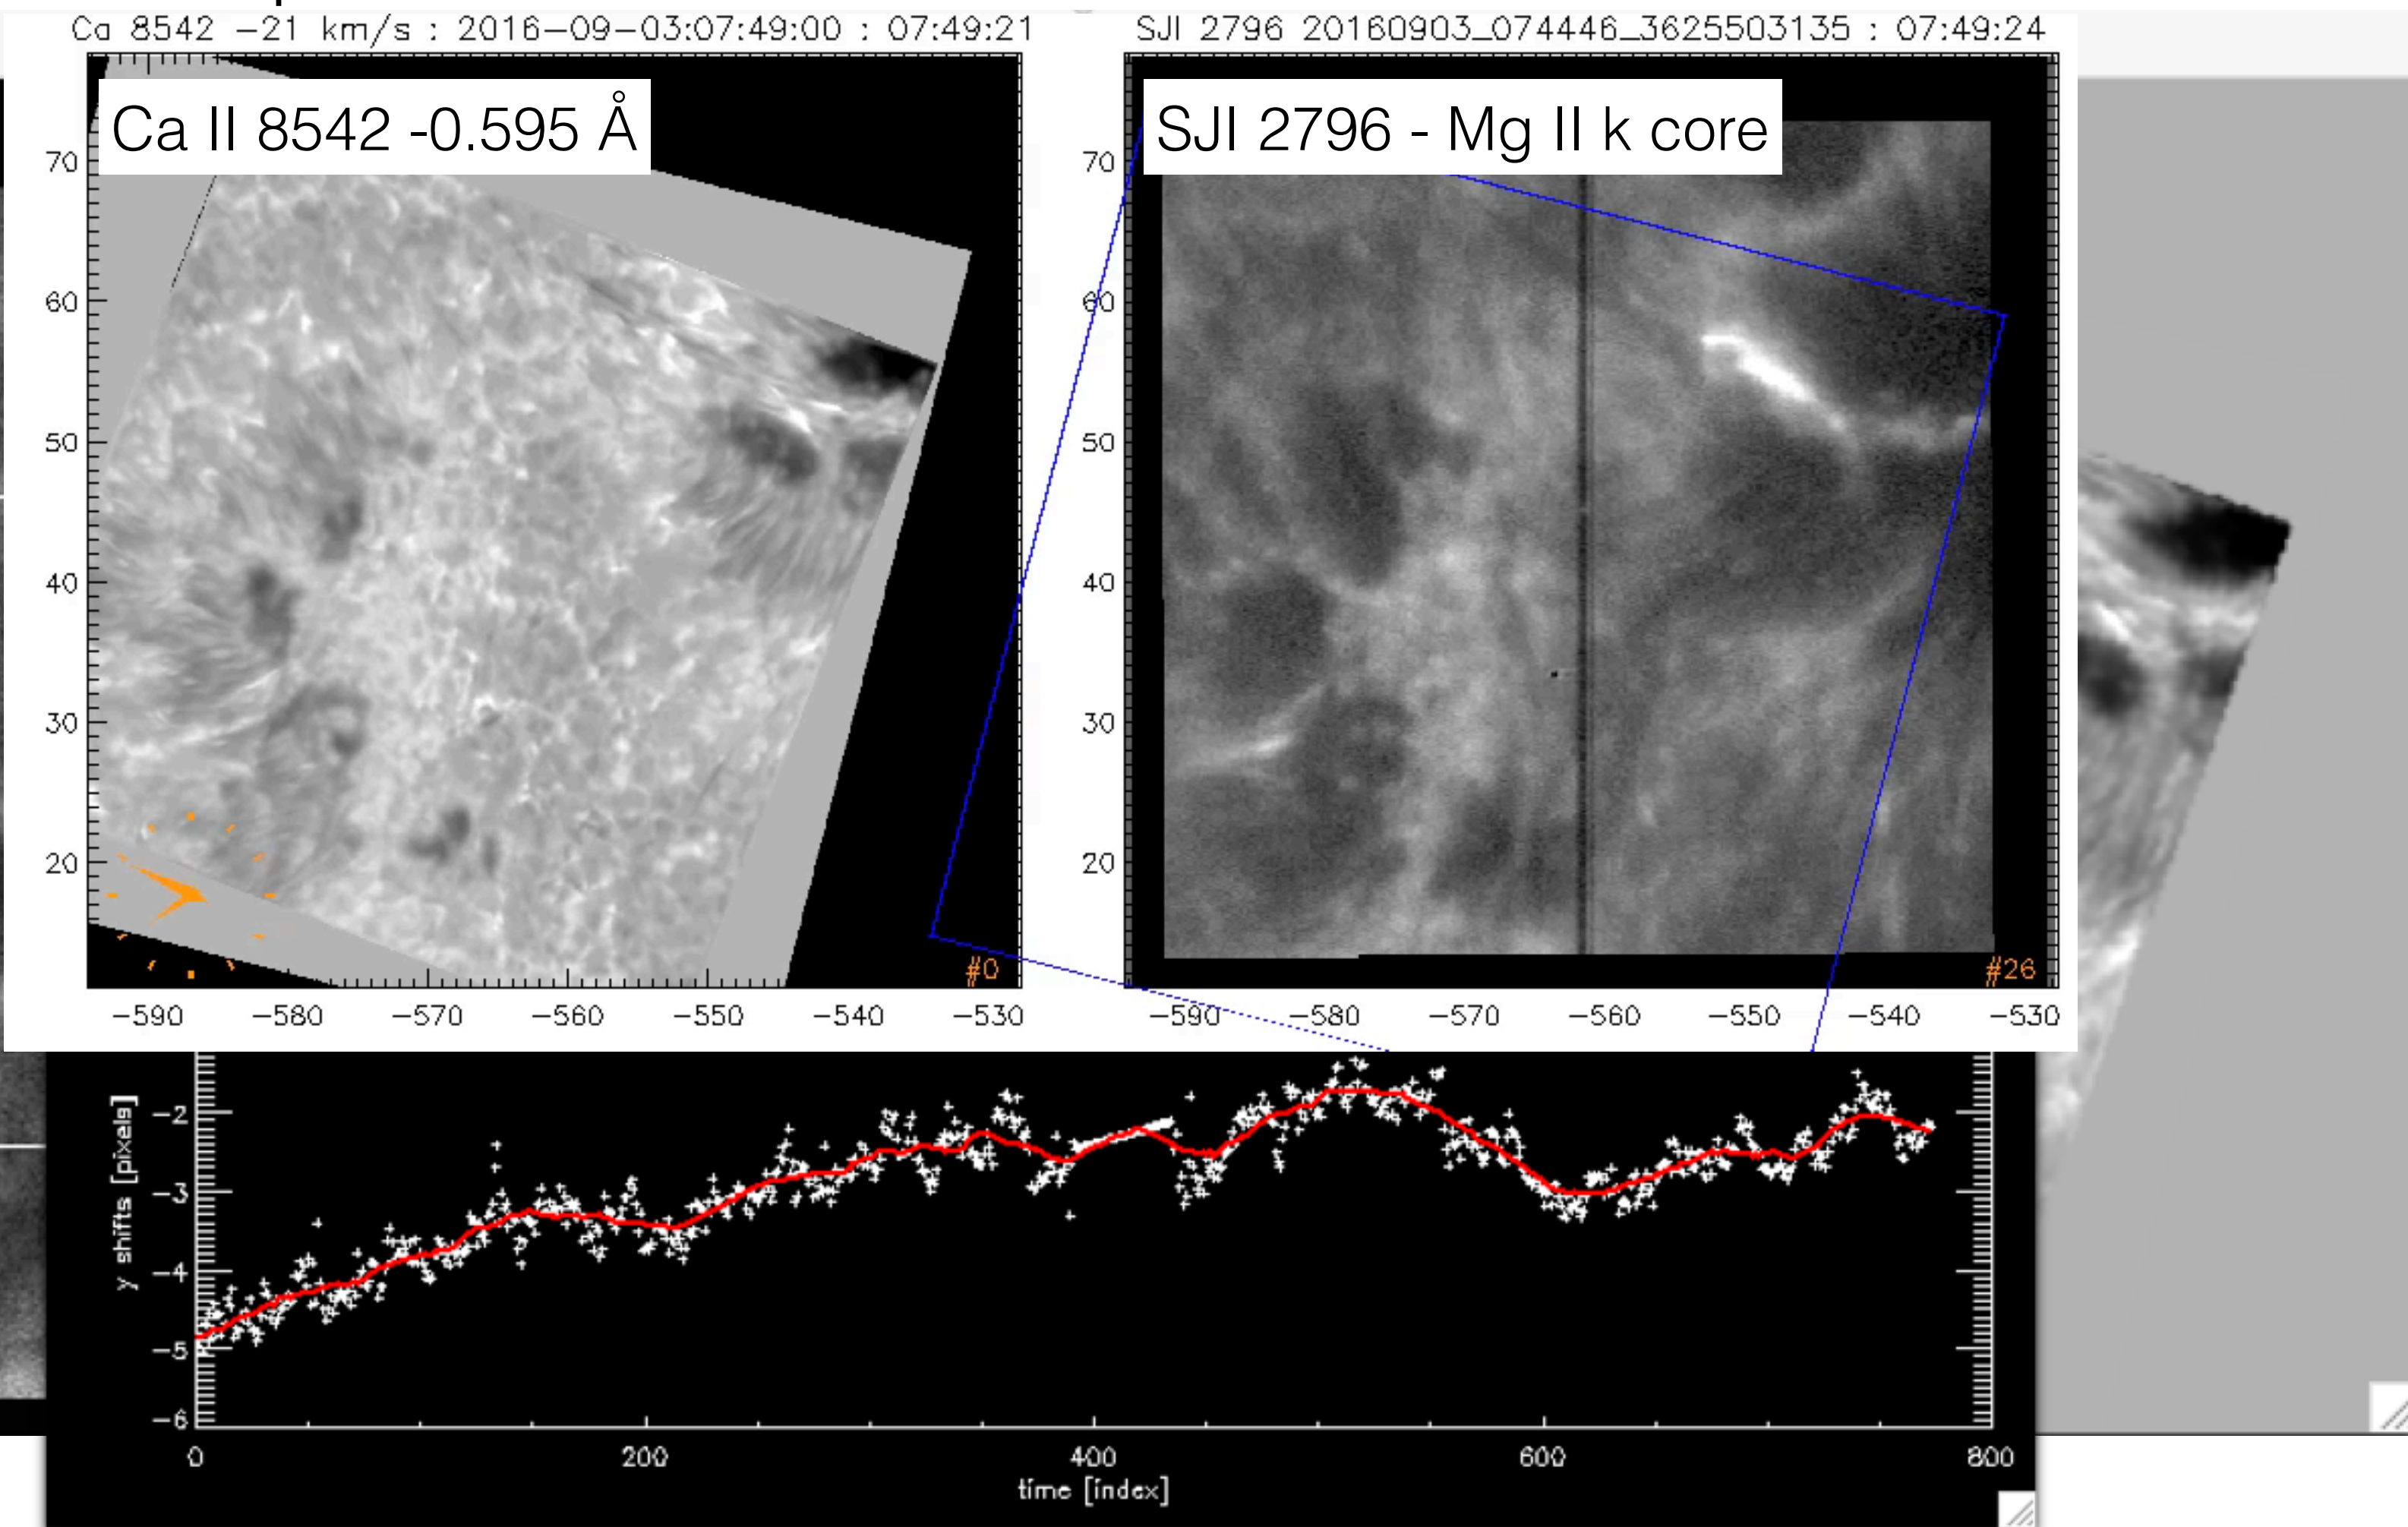 Ca 8542 −21 km/s : 2016−09−03:07:49:00 : 07:49:21
SJI 2796 20160903_074446_3625503135 : 07:49:24
Ca II 8542 -0.595 Å
SJI 2796 - Mg II k core
70
60
50
40
30
20
70
60
50
40
30
20
#0
#26
−590 −580 −570 −560 −550 −540 −530
−590 −580 −570 −560 −550 −540 −530
y shifts [pixels]
−2
−3
−4
−5
−6
0 200 400 600 800
time [index]